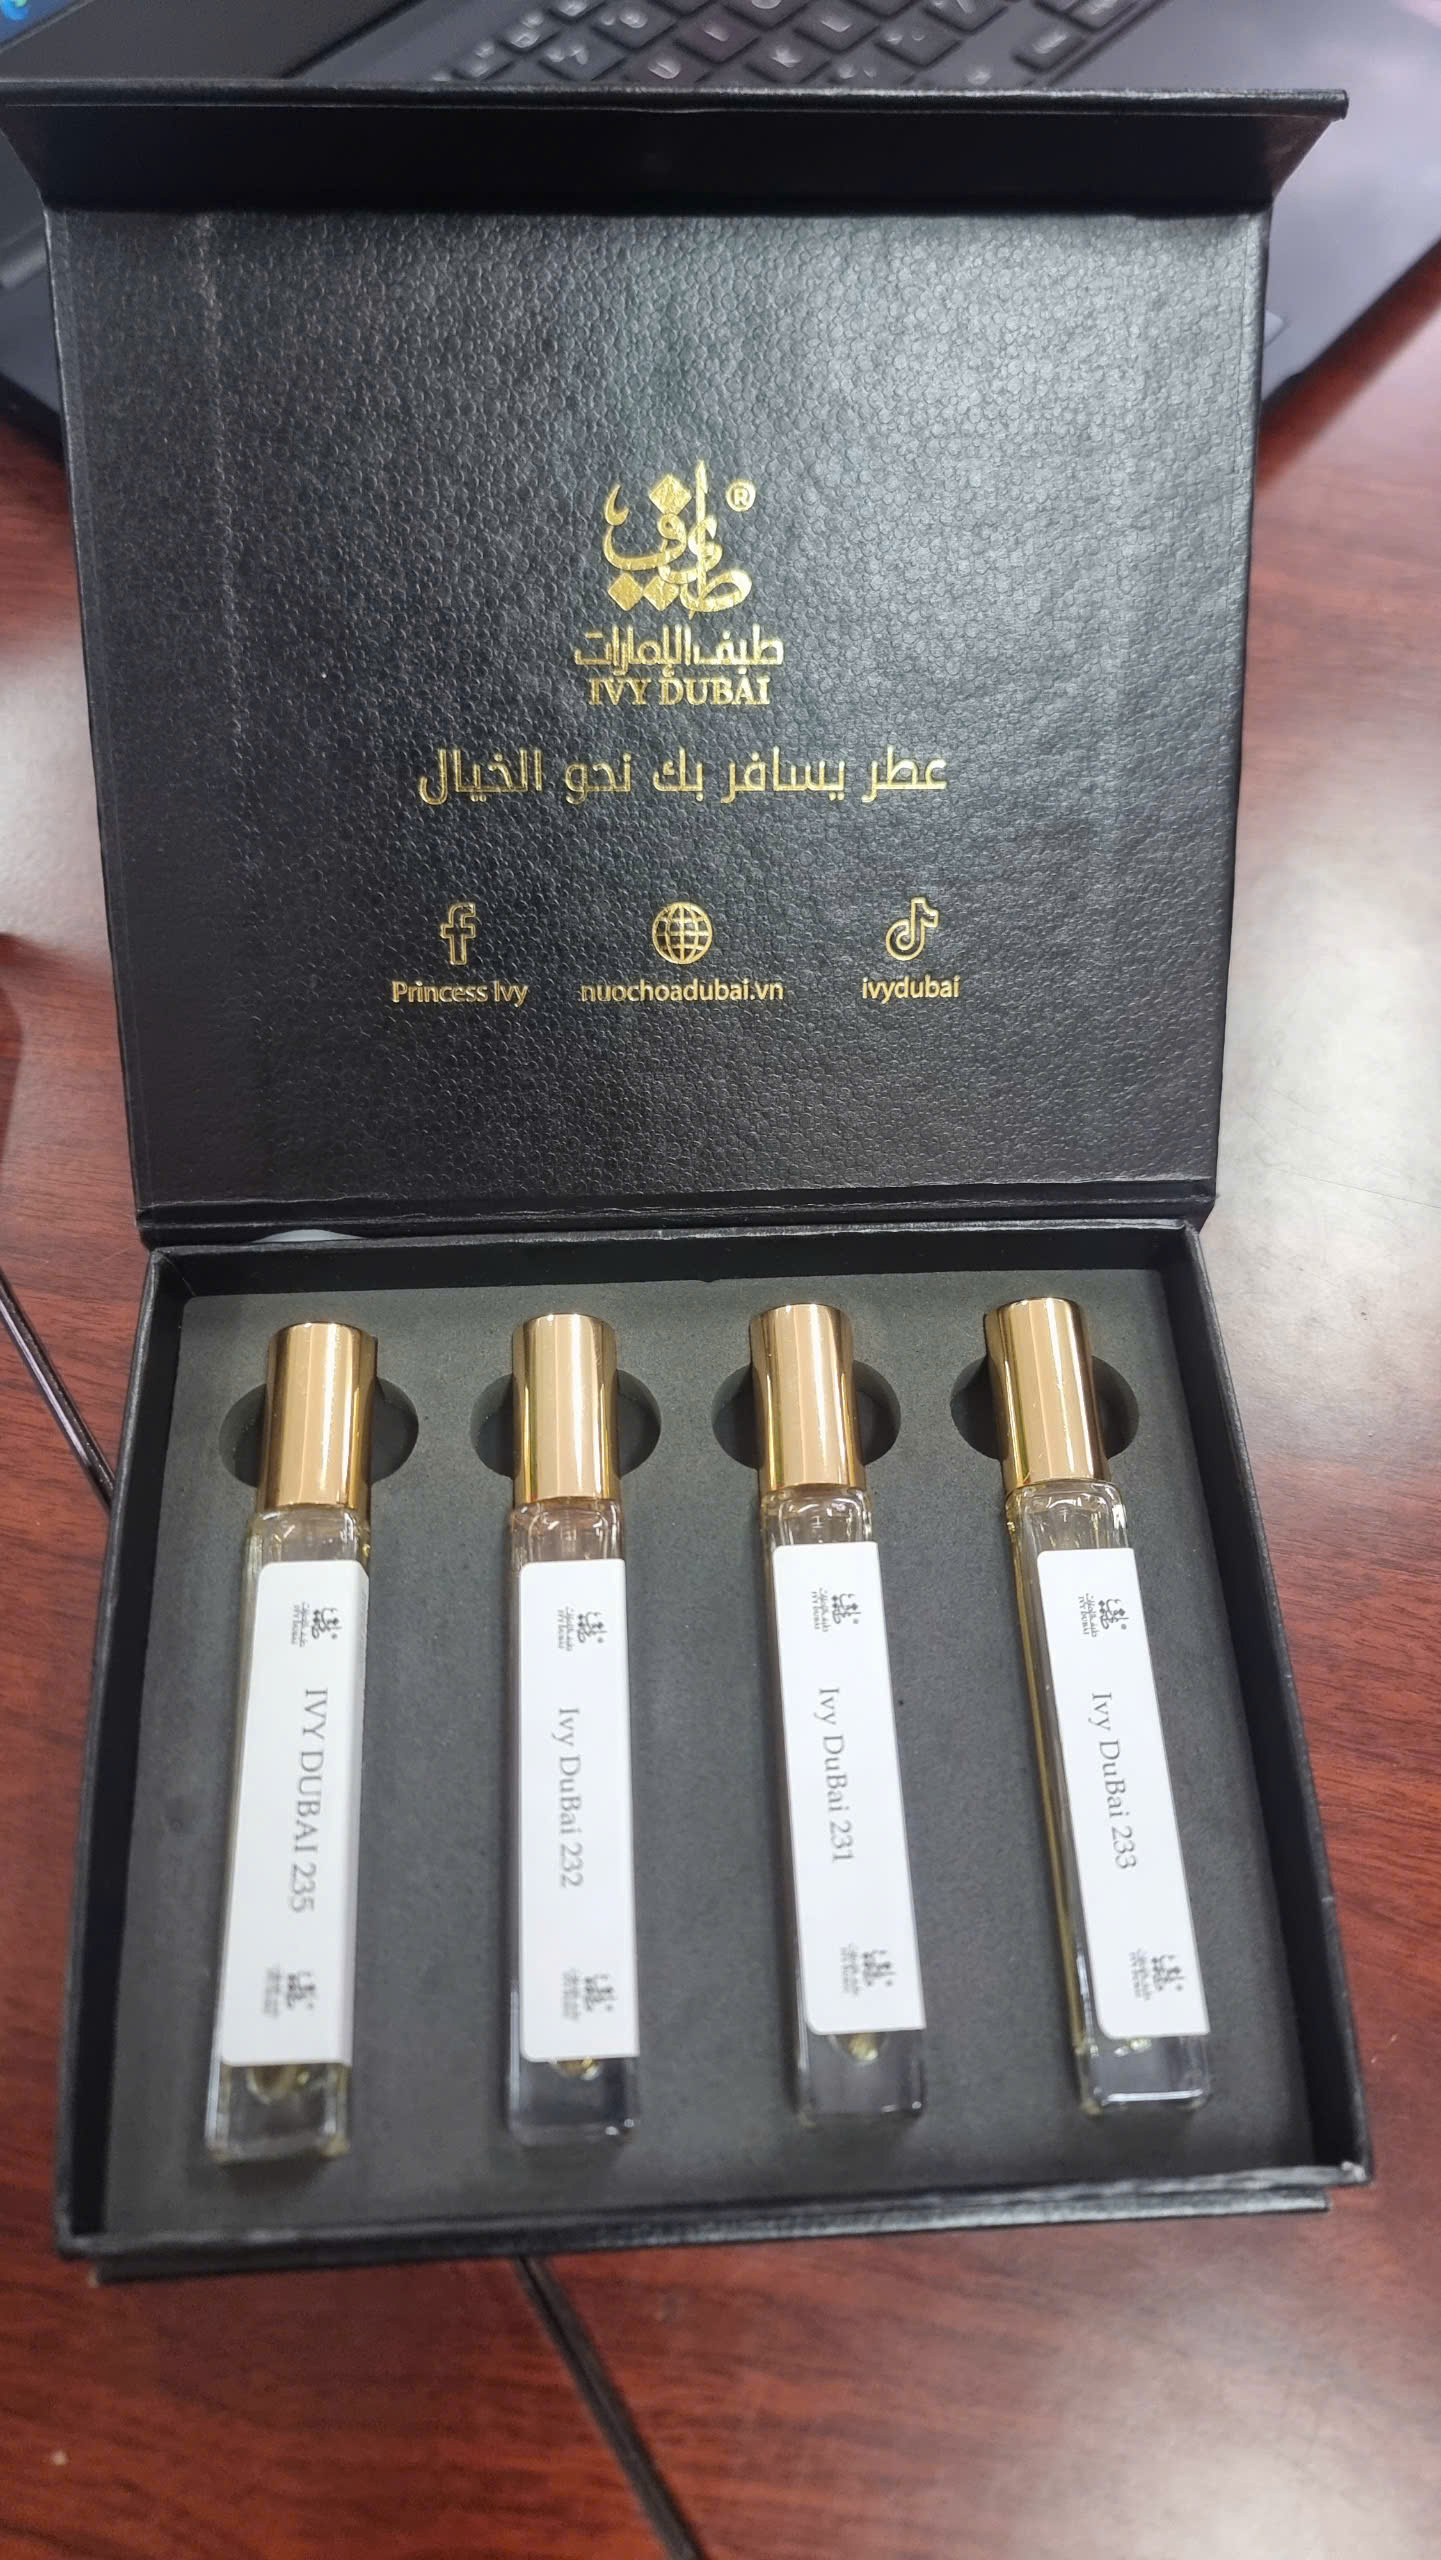 ®
طيف الإمارات
IVY DUBAI
عطر يسافر بك نحو الخيال
Princess Ivy
nuochoadubai.vn
ivydubai
IVY DUBAI 235
Ivy DuBai 232
Ivy DuBai 231
Ivy DuBai 233